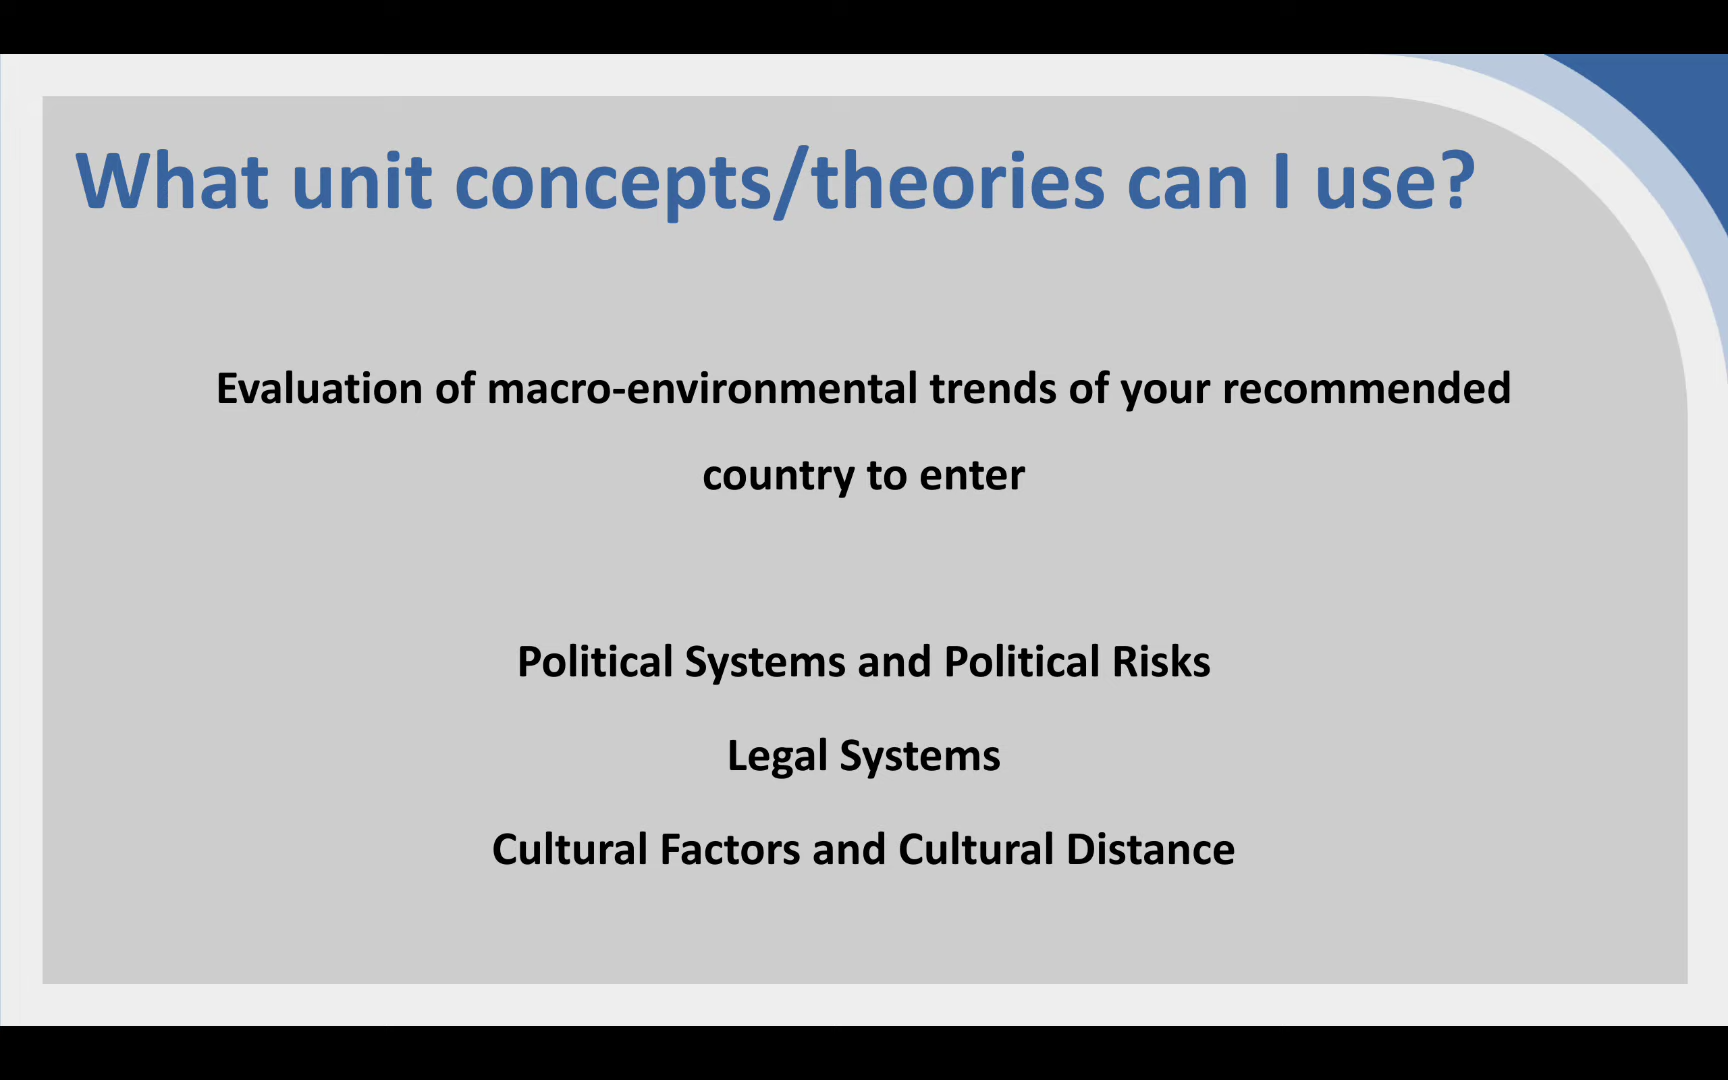 What unit concepts/theories can I use?
Evaluation of macro-environmental trends of your recommended
country to enter
Political Systems and Political Risks
Legal Systems
Cultural Factors and Cultural Distance